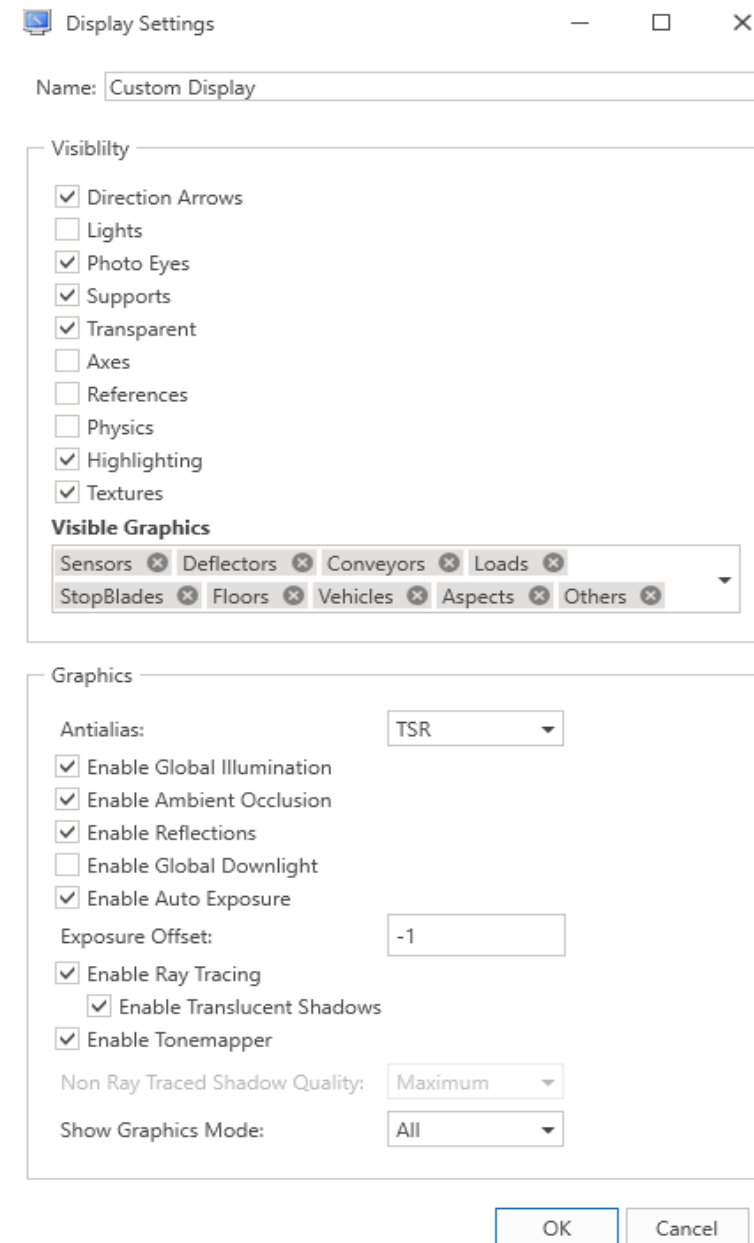 Display Settings
Name: Custom Display
Visiblilty
Direction Arrows
Lights
Photo Eyes
Supports
Transparent
Axes
References
Physics
Highlighting
Textures
Visible Graphics
Sensors Deflectors Conveyors Loads
StopBlades Floors Vehicles Aspects Others
Graphics
Antialias: TSR
Enable Global Illumination
Enable Ambient Occlusion
Enable Reflections
Enable Global Downlight
Enable Auto Exposure
Exposure Offset: -1
Enable Ray Tracing
Enable Translucent Shadows
Enable Tonemapper
Non Ray Traced Shadow Quality: Maximum
Show Graphics Mode: All
OK Cancel